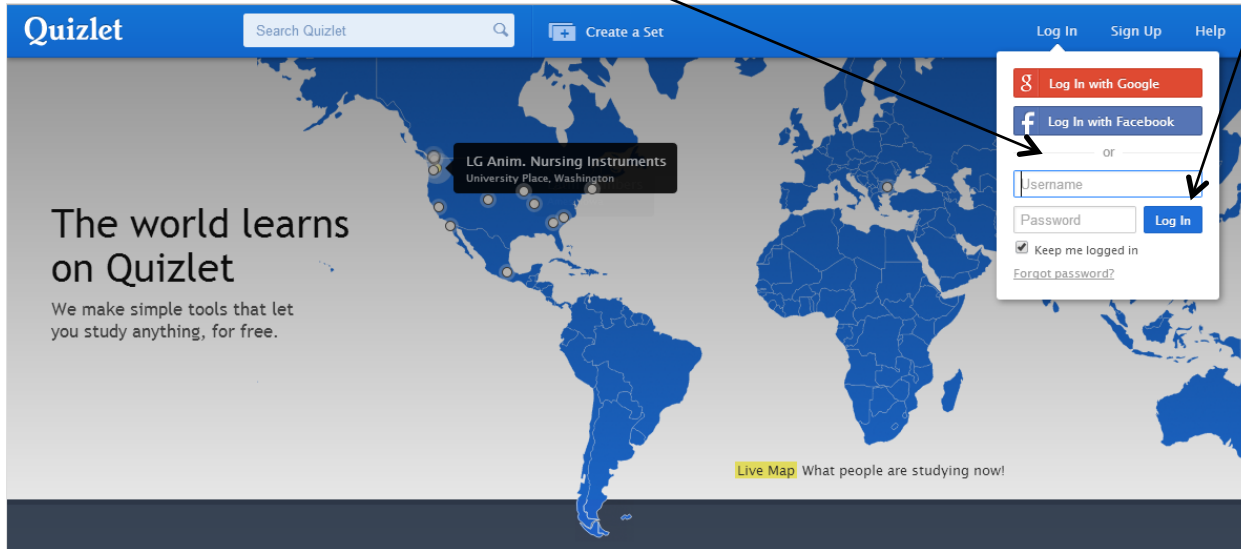 Quizlet
Search Quizlet
Create a Set
Log In
Sign Up
Help
g Log In with Google
f Log In with Facebook
or
Username
Password
Log In
Keep me logged in
Forgot password?
LG Anim. Nursing Instruments
University Place, Washington
The world learns
on Quizlet
We make simple tools that let
you study anything, for free.
Live Map What people are studying now!